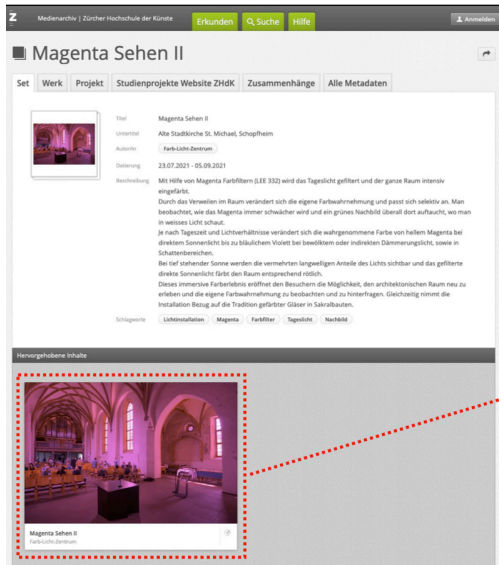 Z
Medienarchiv | Zürcher Hochschule der Künste Erkunden Suche Hilfe Anmelden
Magenta Sehen II
Set Werk Projekt Studienprojekte Website ZHdK Zusammenhänge Alle Metadaten
Titel Magenta Sehen II
Untertitel Alte Stadtkirche St. Michael, Schopfheim
Autor/in Farb-Licht-Zentrum
Datierung 23.07.2021 - 05.09.2021
Beschreibung Mit Hilfe von Magenta Farbfiltern (LEE 332) wird das Tageslicht gefiltert und der ganze Raum intensiv
eingefärbt.
Durch das Verweilen im Raum verändert sich die eigene Farbwahrnehmung und passt sich selektiv an. Man
beobachtet, wie das Magenta immer schwächer wird und ein grünes Nachbild überall dort auftaucht, wo man
in weisses Licht schaut.
Je nach Tageszeit und Lichtverhältnisse verändert sich die wahrgenommene Farbe von hellem Magenta bei
direktem Sonnenlicht bis zu bläulichem Violett bei bewölktem oder indirekten Dämmerungslicht, sowie in
Schattenbereichen.
Bei tief stehender Sonne werden die vermehrten langwelligen Anteile des Lichts sichtbar und das gefilterte
direkte Sonnenlicht färbt den Raum entsprechend rötlich.
Dieses immersive Farberlebnis eröffnet den Besuchern die Möglichkeit, den architektonischen Raum neu zu
erleben und die eigene Farbwahrnehmung zu beobachten und zu hinterfragen. Gleichzeitig nimmt die
Installation Bezug auf die Tradition gefärbter Gläser in Sakralbauten.
Schlagworte Lichtinstallation Magenta Farbfilter Tageslicht Nachbild
Hervorgehobene Inhalte
Magenta Sehen II
Farb-Licht-Zentrum